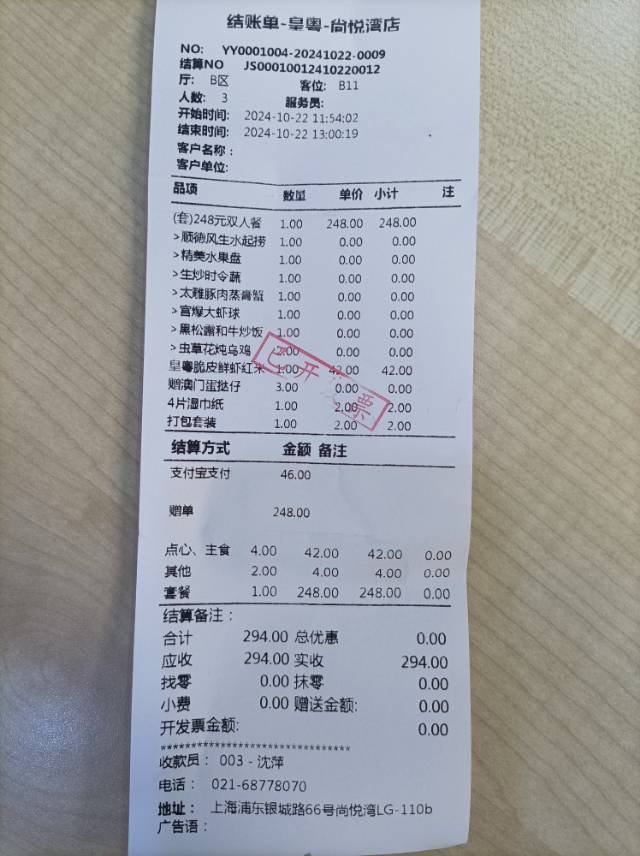 结账单-皇粤-尚悦湾店
NO: YY0001004-20241022-0009
结算NO JS00010012410220012
厅: B区 客位: B11
人数: 3 服务员:
开始时间: 2024-10-22 11:54:02
结束时间: 2024-10-22 13:00:19
客户名称:
客户单位:
品项 数量 单价 小计 注
(套)248元双人餐 1.00 248.00 248.00
>顺德风生水起捞 1.00 0.00 0.00
>精美水果盘 1.00 0.00 0.00
>生炒时令蔬 1.00 0.00 0.00
>太雅豚肉蒸膏蟹 1.00 0.00 0.00
>宫爆大虾球 1.00 0.00 0.00
>黑松露和牛炒饭 1.00 0.00 0.00
>虫草花炖乌鸡 2.00 0.00 0.00
皇粤脆皮鲜虾红米 1.00 42.00 42.00
赠澳门蛋挞仔 3.00 0.00 0.00
4片湿巾纸 1.00 2.00 2.00
打包套装 1.00 2.00 2.00
已开发票
结算方式 金额 备注
支付宝支付 46.00
赠单 248.00
点心、主食 4.00 42.00 42.00 0.00
其他 2.00 4.00 4.00 0.00
套餐 1.00 248.00 248.00 0.00
结算备注:
合计 294.00 总优惠 0.00
应收 294.00 实收 294.00
找零 0.00 抹零 0.00
小费 0.00 赠送金额: 0.00
开发票金额: 0.00
********************************
收款员: 003 - 沈萍
电话: 021-68778070
地址: 上海浦东银城路66号尚悦湾LG-110b
广告语: